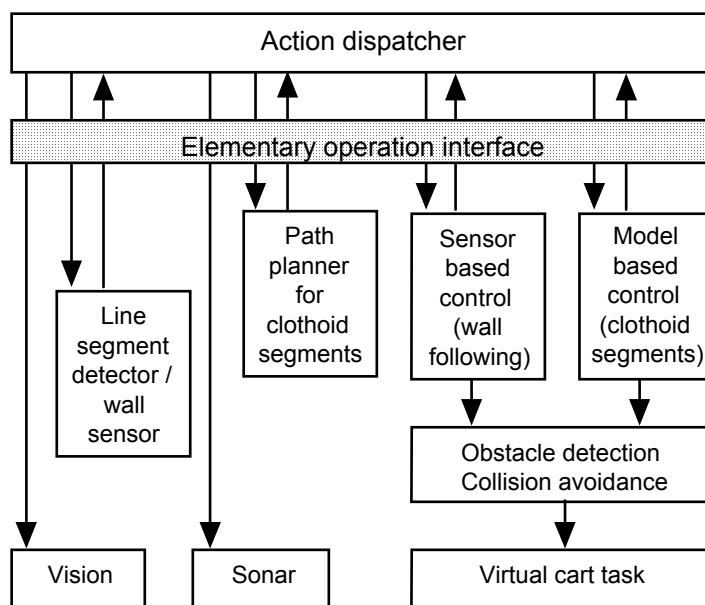 Action dispatcher
Elementary operation interface
Path
planner
for
clothoid
segments
Sensor
based
control
(wall
following)
Model
based
control
(clothoid
segments)
Line
segment
detector /
wall
sensor
Obstacle detection
Collision avoidance
Vision
Sonar
Virtual cart task